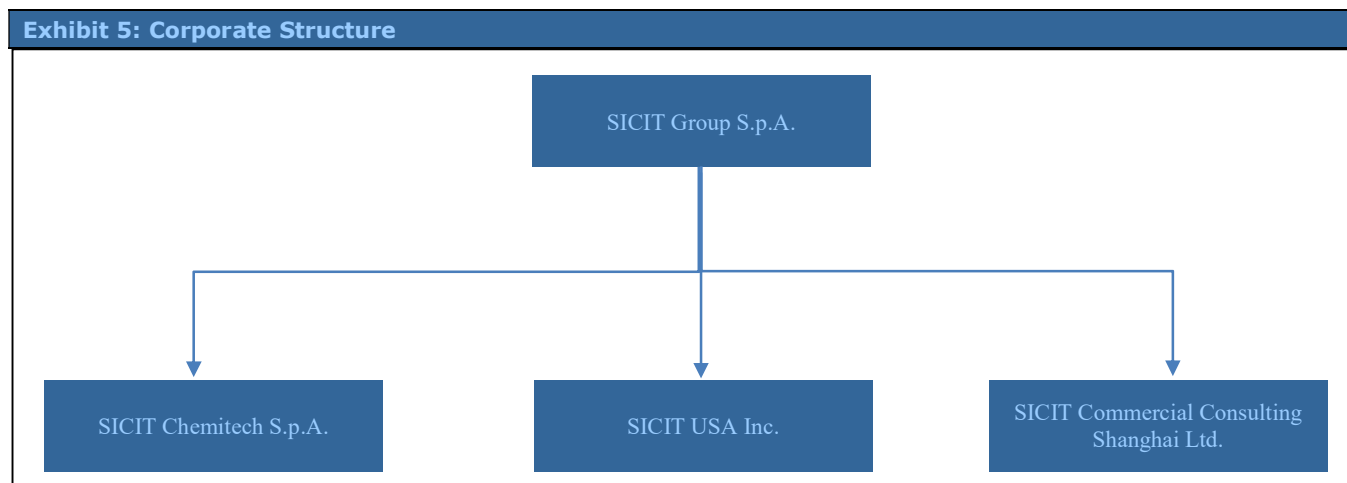 Exhibit 5: Corporate Structure
SICIT Group S.p.A.
SICIT Chemitech S.p.A.
SICIT USA Inc.
SICIT Commercial Consulting
Shanghai Ltd.